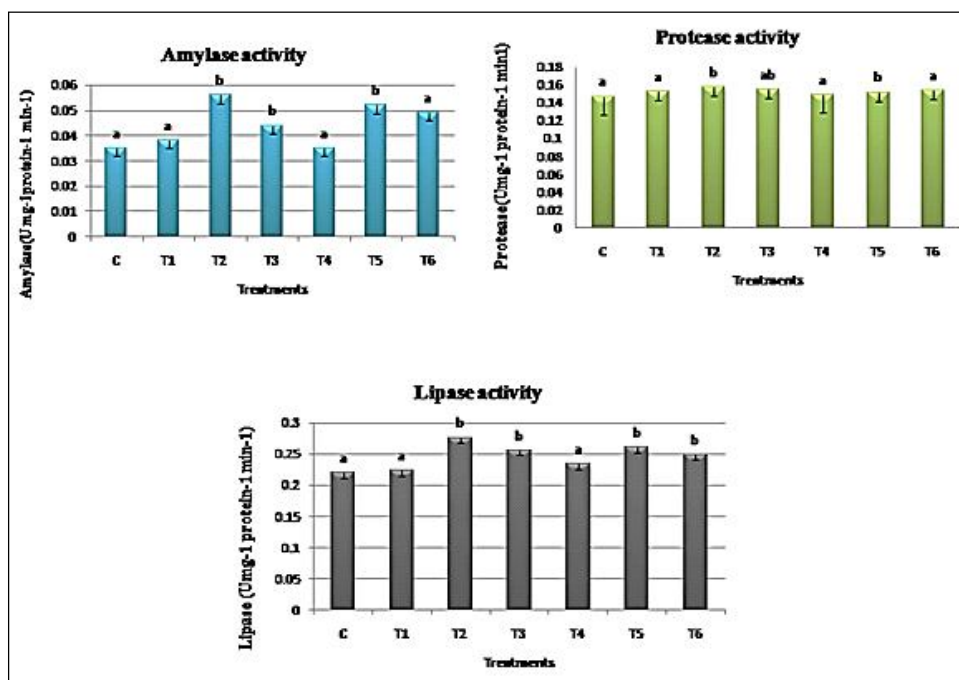 Amylase activity
Amylase(Umg-1protein-1 min-1)
0.06
0.05
0.04
0.03
0.02
0.01
0
a
a
b
b
a
b
a
C T1 T2 T3 T4 T5 T6
Treatments
Protease activity
Protease(Umg-1 protein-1 min1)
0.18
0.16
0.14
0.12
0.1
0.08
0.06
0.04
0.02
0
a
a
b
ab
a
b
a
C T1 T2 T3 T4 T5 T6
Treatments
Lipase activity
Lipase (Umg-1 protein-1 min-1)
0.3
0.25
0.2
0.15
0.1
0.05
0
a
a
b
b
a
b
b
C T1 T2 T3 T4 T5 T6
Treatments